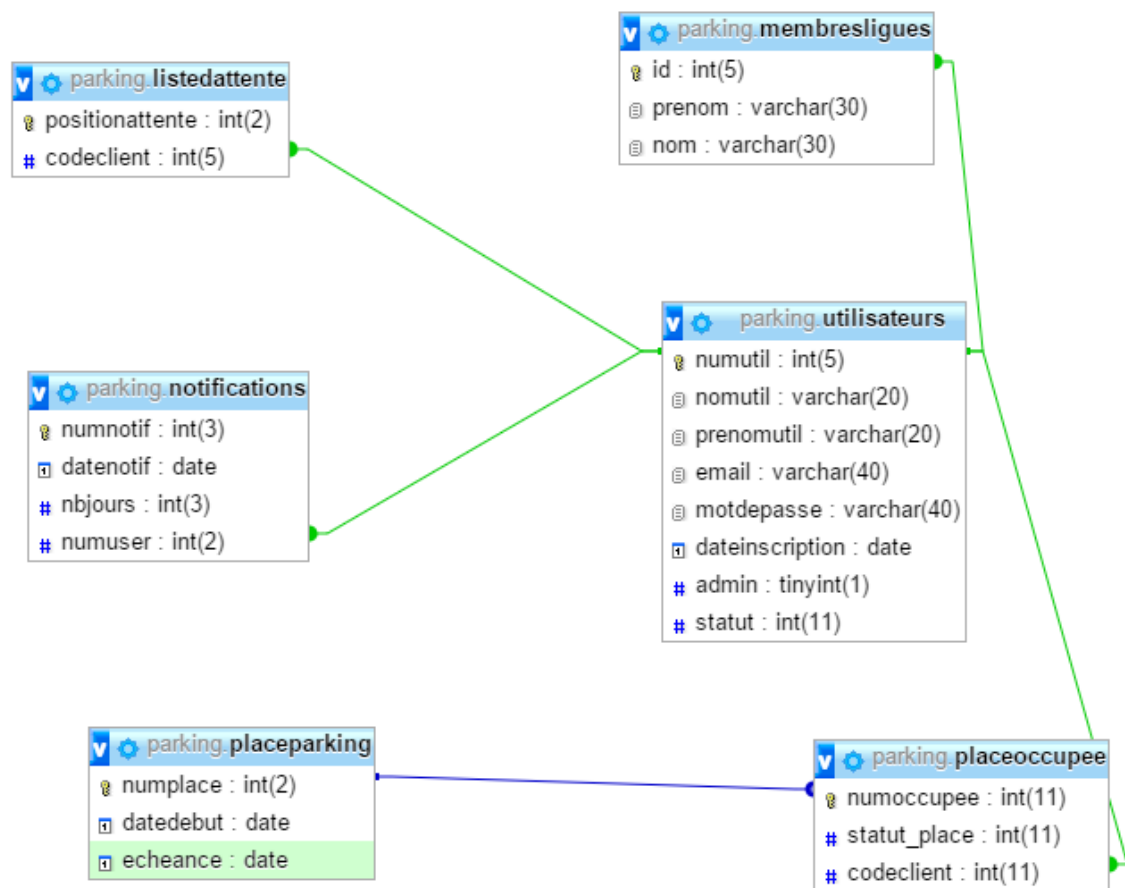 parking.membresligues
id : int(5)
prenom : varchar(30)
nom : varchar(30)
parking.listedattente
positionattente : int(2)
codeclient : int(5)
parking.utilisateurs
numutil : int(5)
nomutil : varchar(20)
prenomutil : varchar(20)
email : varchar(40)
motdepasse : varchar(40)
dateinscription : date
admin : tinyint(1)
statut : int(11)
parking.notifications
numnotif : int(3)
datenotif : date
nbjours : int(3)
numuser : int(2)
parking.placeparking
numplace : int(2)
datedebut : date
echeance : date
parking.placeoccupee
numoccupee : int(11)
statut_place : int(11)
codeclient : int(11)